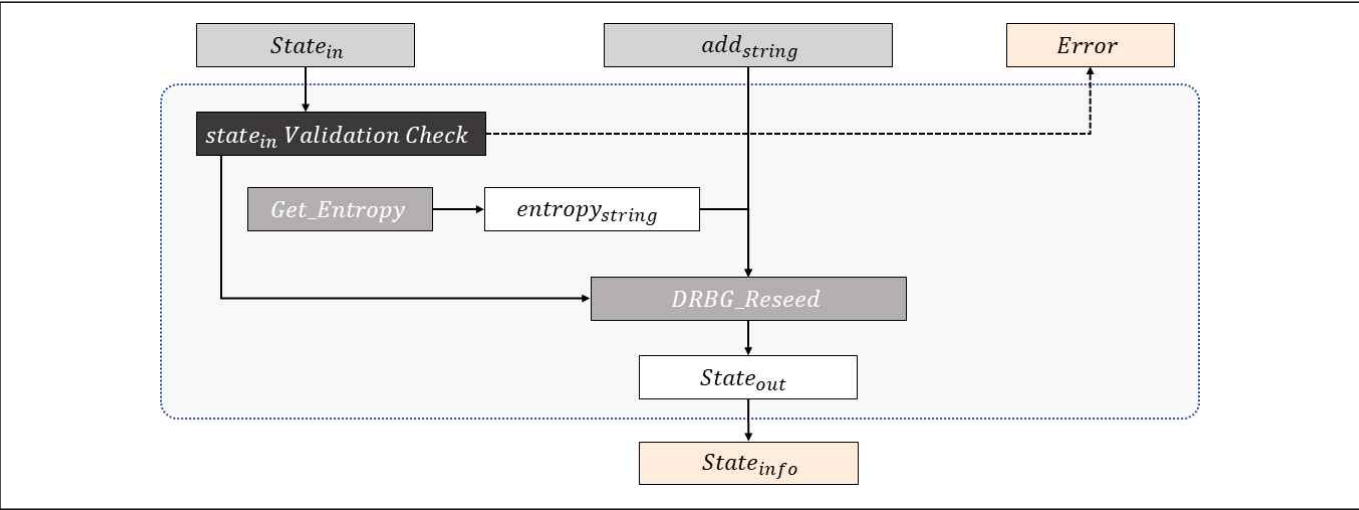 State_in
add_string
Error
state_in Validation Check
Get_Entropy
entropy_string
DRBG_Reseed
State_out
State_info